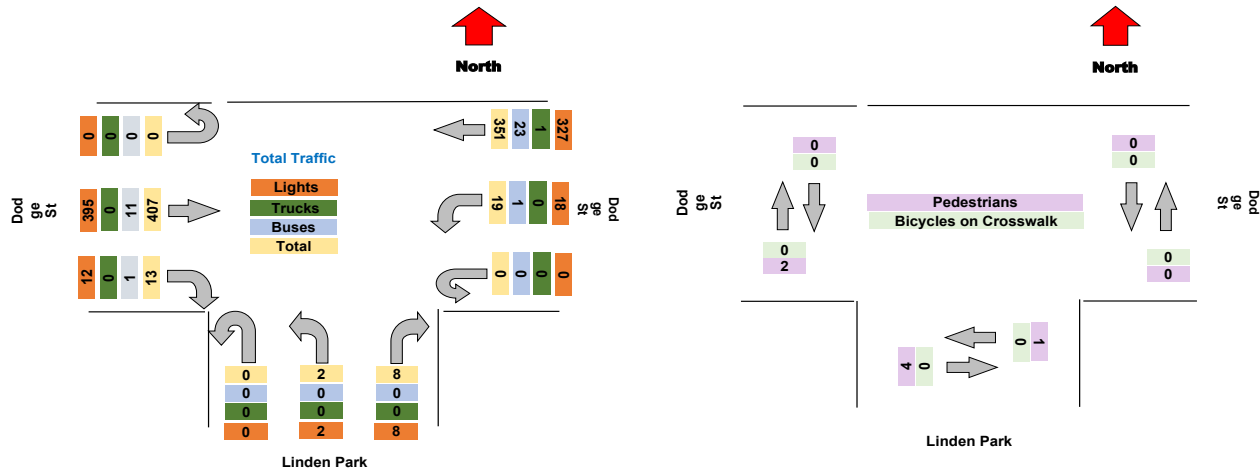 North
0 0 0 0
351 23 1 327
Total Traffic
Lights
Trucks
Buses
Total
Dod
ge
St
395 0 11 407
19 1 0 18
Dod
ge
St
12 0 1 13
0 0 0 0
0 2 8
0 0 0
0 0 0
0 2 8
Linden Park
North
0
0
0
0
Dod
ge
St
Pedestrians
Bicycles on Crosswalk
Dod
ge
St
0
2
0
0
0 1
4 0
Linden Park